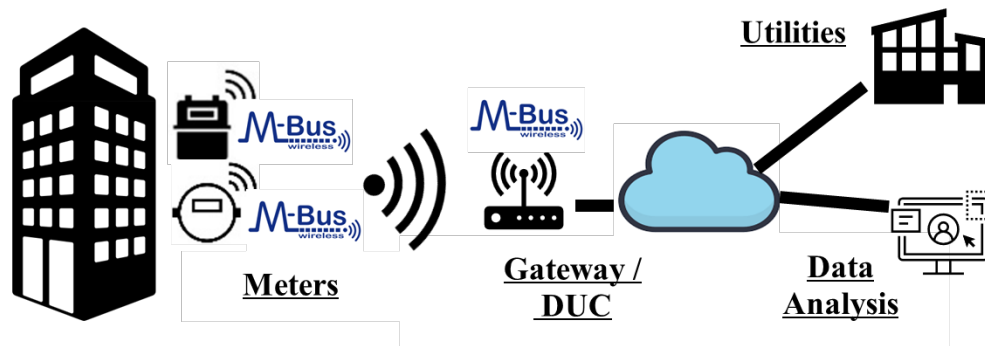 Utilities
M-Bus
wireless
M-Bus
wireless
M-Bus
wireless
Meters
Gateway /
DUC
Data
Analysis